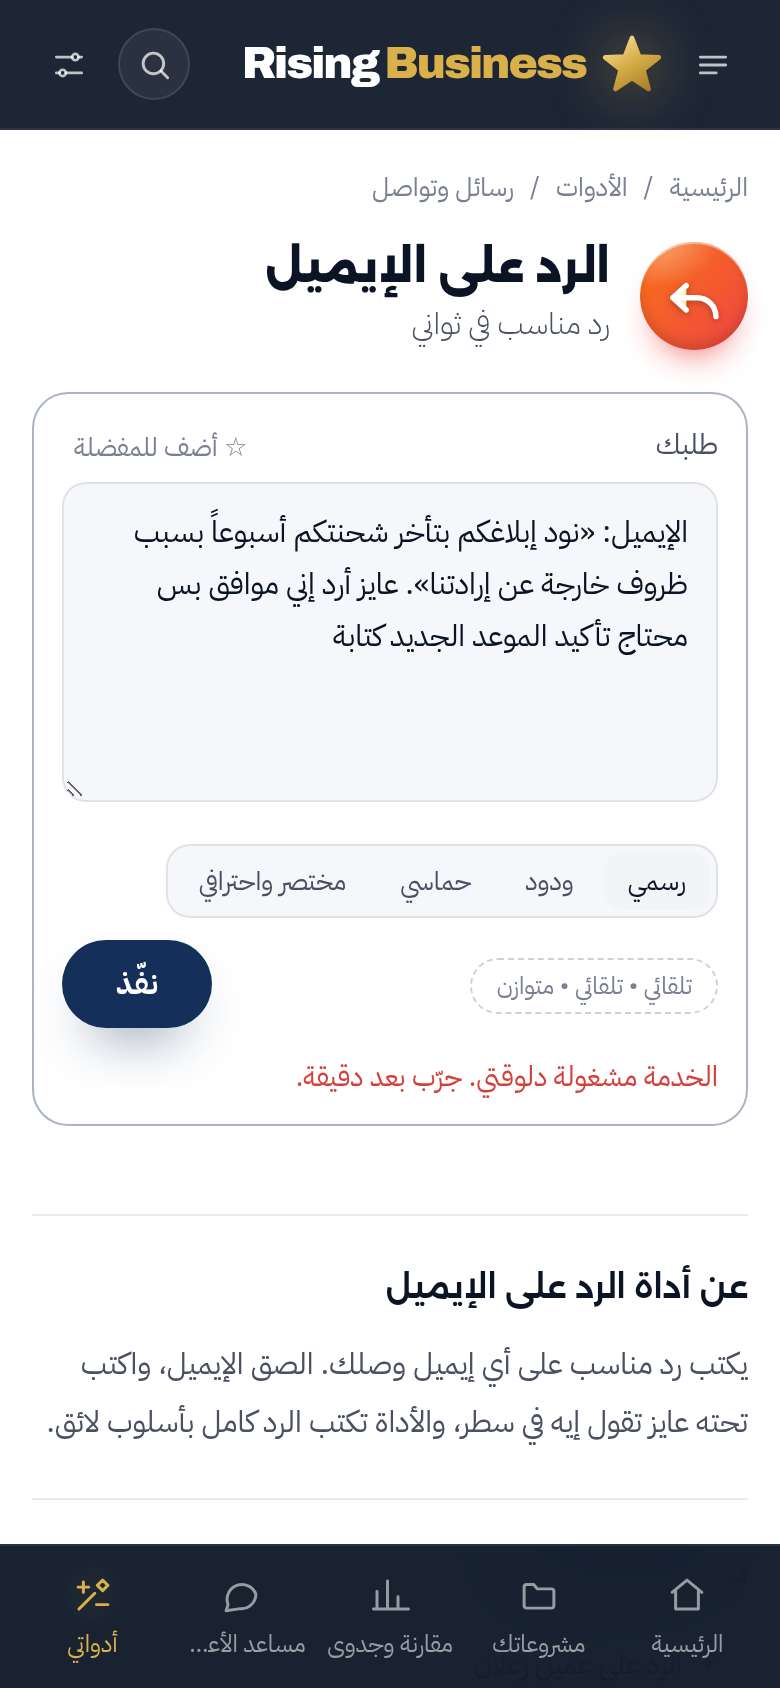 Rising Business
الرئيسية / الأدوات / رسائل وتواصل
الرد على الإيميل
رد مناسب في ثواني
طلبك
☆ أضف للمفضلة
الإيميل: «نود إبلاغكم بتأخر شحنتكم أسبوعاً بسبب
ظروف خارجة عن إرادتنا». عايز أرد إني موافق بس
محتاج تأكيد الموعد الجديد كتابة
رسمي
ودود
حماسي
مختصر واحترافي
تلقائي • تلقائي • متوازن
نفّذ
الخدمة مشغولة دلوقتي. جرّب بعد دقيقة.
عن أداة الرد على الإيميل
يكتب رد مناسب على أي إيميل وصلك. الصق الإيميل، واكتب
تحته عايز تقول إيه في سطر، والأداة تكتب الرد كامل بأسلوب لائق.
الرئيسية
مشروعاتك
مقارنة وجدوى
مساعد الأعـ...
أدواتي